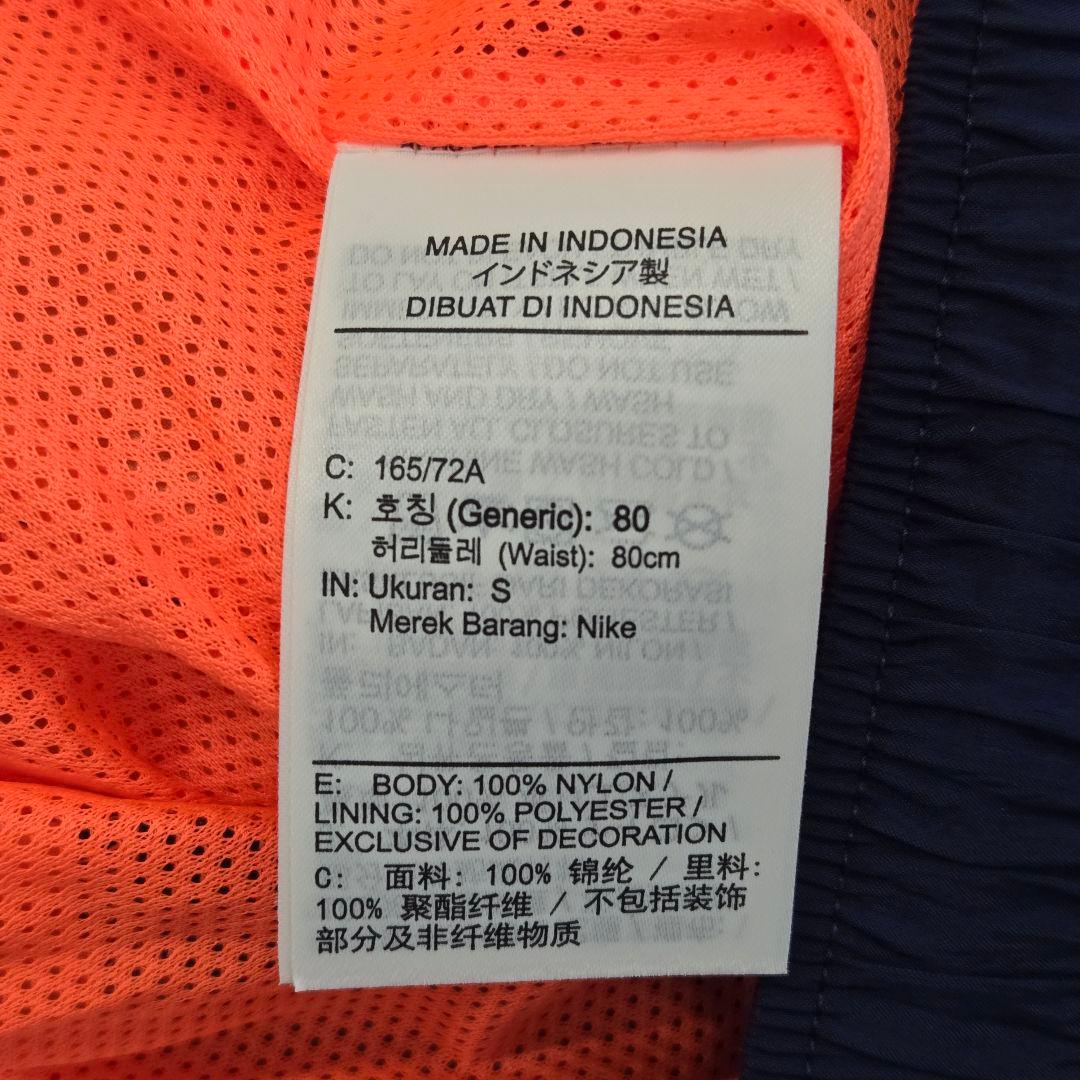 MADE IN INDONESIA
インドネシア製
DIBUAT DI INDONESIA
C: 165/72A
K: 호칭 (Generic): 80
허리둘레 (Waist): 80cm
IN: Ukuran: S
Merek Barang: Nike
E: BODY: 100% NYLON /
LINING: 100% POLYESTER /
EXCLUSIVE OF DECORATION
C: 面料: 100% 锦纶 / 里料:
100% 聚酯纤维 / 不包括装饰
部分及非纤维物质